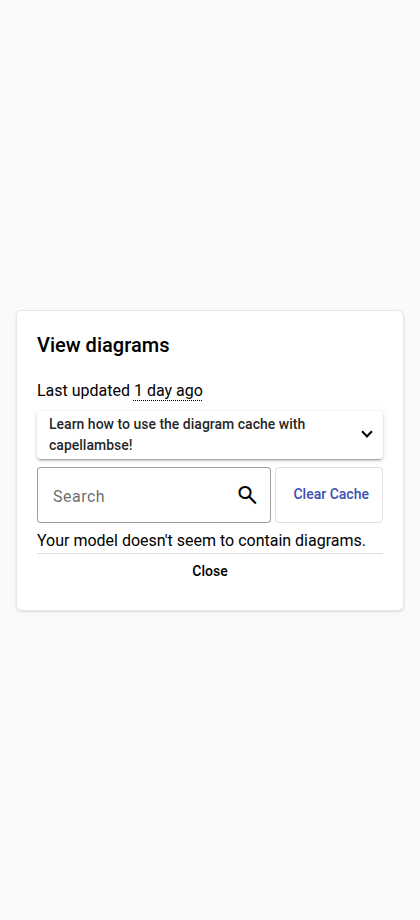 View diagrams
Last updated 1 day ago
Learn how to use the diagram cache with
capellambse!
Search
Clear Cache
Your model doesn't seem to contain diagrams.
Close